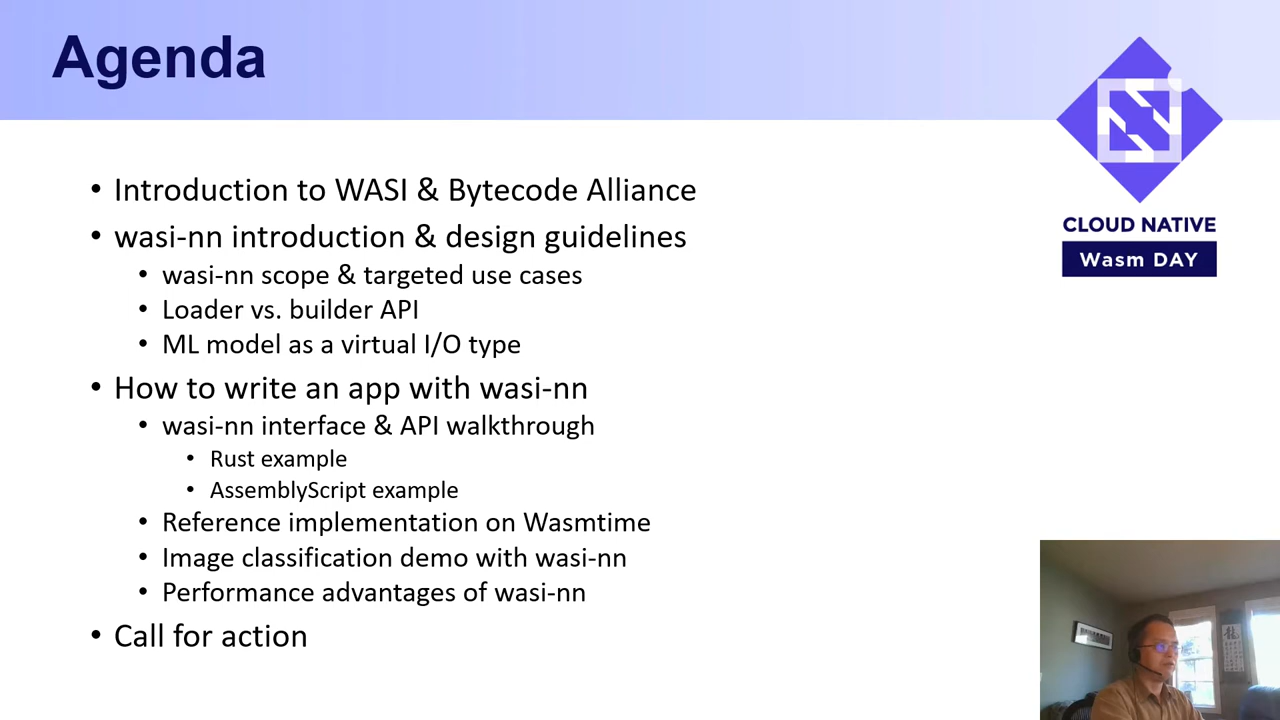 Agenda
CLOUD NATIVE
Wasm DAY
• Introduction to WASI & Bytecode Alliance
• wasi-nn introduction & design guidelines
• wasi-nn scope & targeted use cases
• Loader vs. builder API
• ML model as a virtual I/O type
• How to write an app with wasi-nn
• wasi-nn interface & API walkthrough
• Rust example
• AssemblyScript example
• Reference implementation on Wasmtime
• Image classification demo with wasi-nn
• Performance advantages of wasi-nn
• Call for action
龍